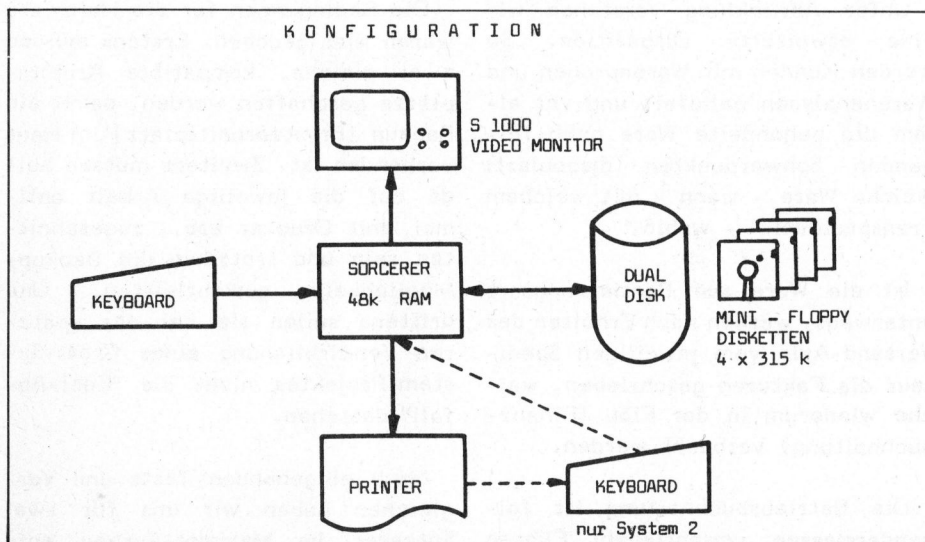 KONFIGURATION
S 1000
VIDEO MONITOR
SORCERER
48k RAM
KEYBOARD
DUAL
DISK
MINI - FLOPPY
DISKETTEN
4 x 315 k
PRINTER
KEYBOARD
nur System 2